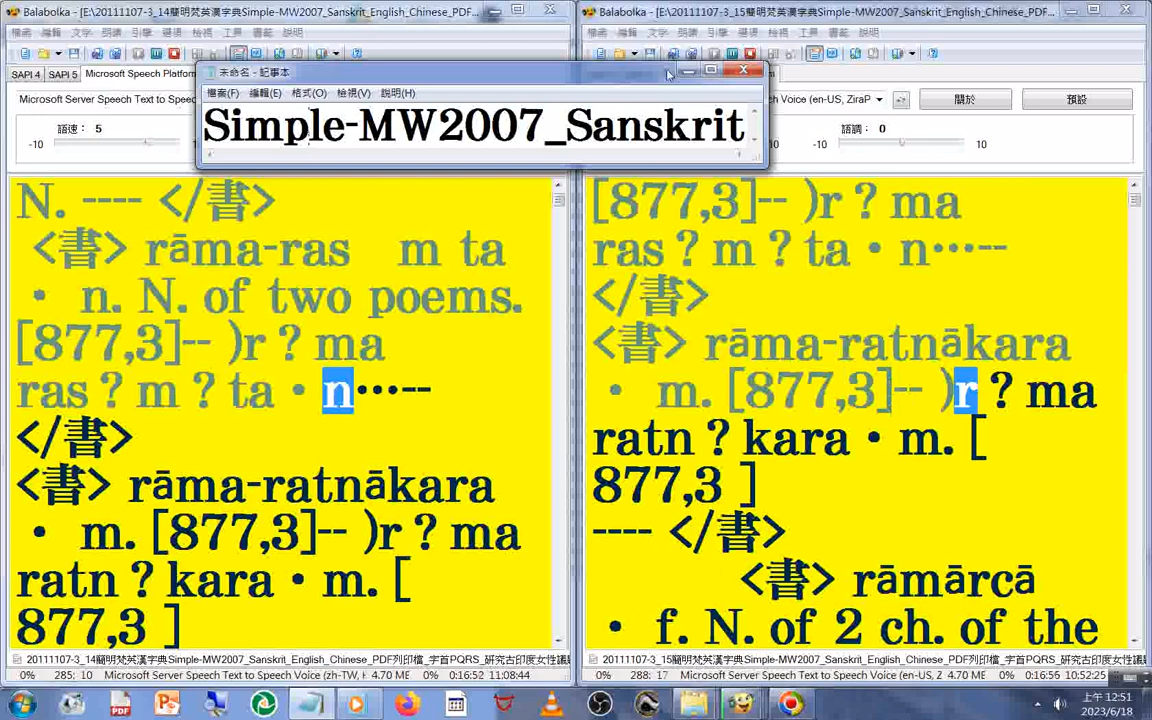 Balabolka - [E:\20111107-3_14簡明梵英漢字典Simple-MW2007_Sanskrit_English_Chinese_PDF...
Balabolka - [E:\20111107-3_15簡明梵英漢字典Simple-MW2007_Sanskrit_English_Chinese_PDF...
SAPI 4 SAPI 5 Microsoft Speech Platfor
未命名 - 記事本
檔案(F) 編輯(E) 格式(O) 檢視(V) 說明(H)
Simple-MW2007_Sanskrit
Microsoft Server Speech Text to Spee
語速： 5
-10
Voice (en-US, ZiraP
關於
預設
語調： 0
-10 10
N. ---- </書>
<書> rāma-ras m ta
• n. N. of two poems.
[877,3]-- )r ? ma
ras ? m ? ta • n…--
</書>
<書> rāma-ratnākara
• m. [877,3]-- )r ? ma
ratn ? kara • m. [
877,3 ]
[877,3]-- )r ? ma
ras ? m ? ta • n…--
</書>
<書> rāma-ratnākara
• m. [877,3]-- )r ? ma
ratn ? kara • m. [
877,3 ]
---- </書>
<書> rāmārcā
• f. N. of 2 ch. of the
20111107-3_14簡明梵英漢字典Simple-MW2007_Sanskrit_English_Chinese_PDF列印檔_字首PQRS_研究古印度女性議
20111107-3_15簡明梵英漢字典Simple-MW2007_Sanskrit_English_Chinese_PDF列印檔_字首PQRS_研究古印度女性議
0% 285: 10 Microsoft Server Speech Text to Speech Voice (zh-TW, H 4.70 ME 0:16:52 11:08:44
0% 288: 17 Microsoft Server Speech Text to Speech Voice (en-US, Z 4.70 ME 0:16:55 10:52:25
上午 12:51
2023/6/18